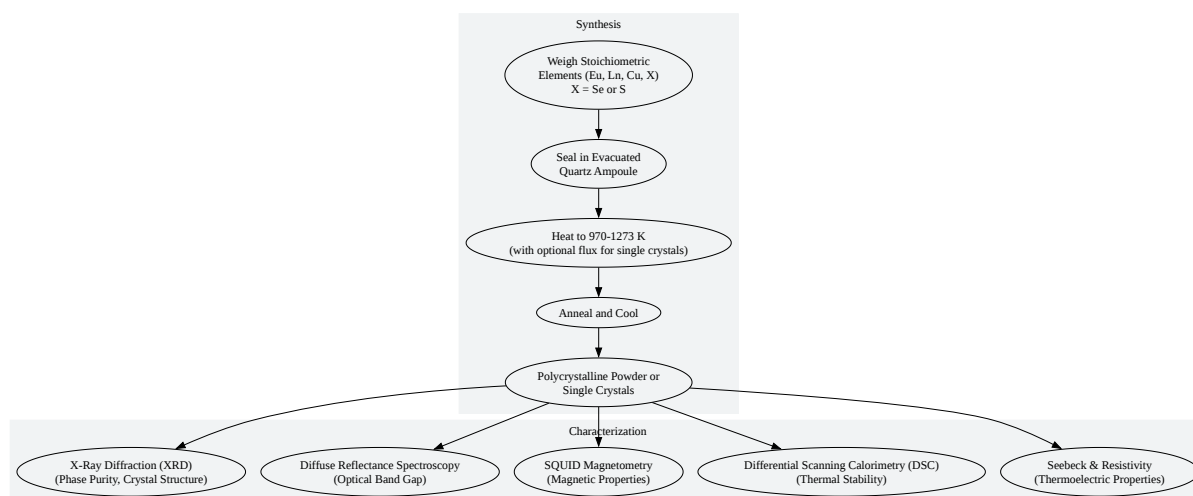 Synthesis
Weigh Stoichiometric
Elements (Eu, Ln, Cu, X)
X = Se or S
Seal in Evacuated
Quartz Ampoule
Heat to 970-1273 K
(with optional flux for single crystals)
Anneal and Cool
Polycrystalline Powder or
Single Crystals
Characterization
X-Ray Diffraction (XRD)
(Phase Purity, Crystal Structure)
Diffuse Reflectance Spectroscopy
(Optical Band Gap)
SQUID Magnetometry
(Magnetic Properties)
Differential Scanning Calorimetry (DSC)
(Thermal Stability)
Seebeck & Resistivity
(Thermoelectric Properties)